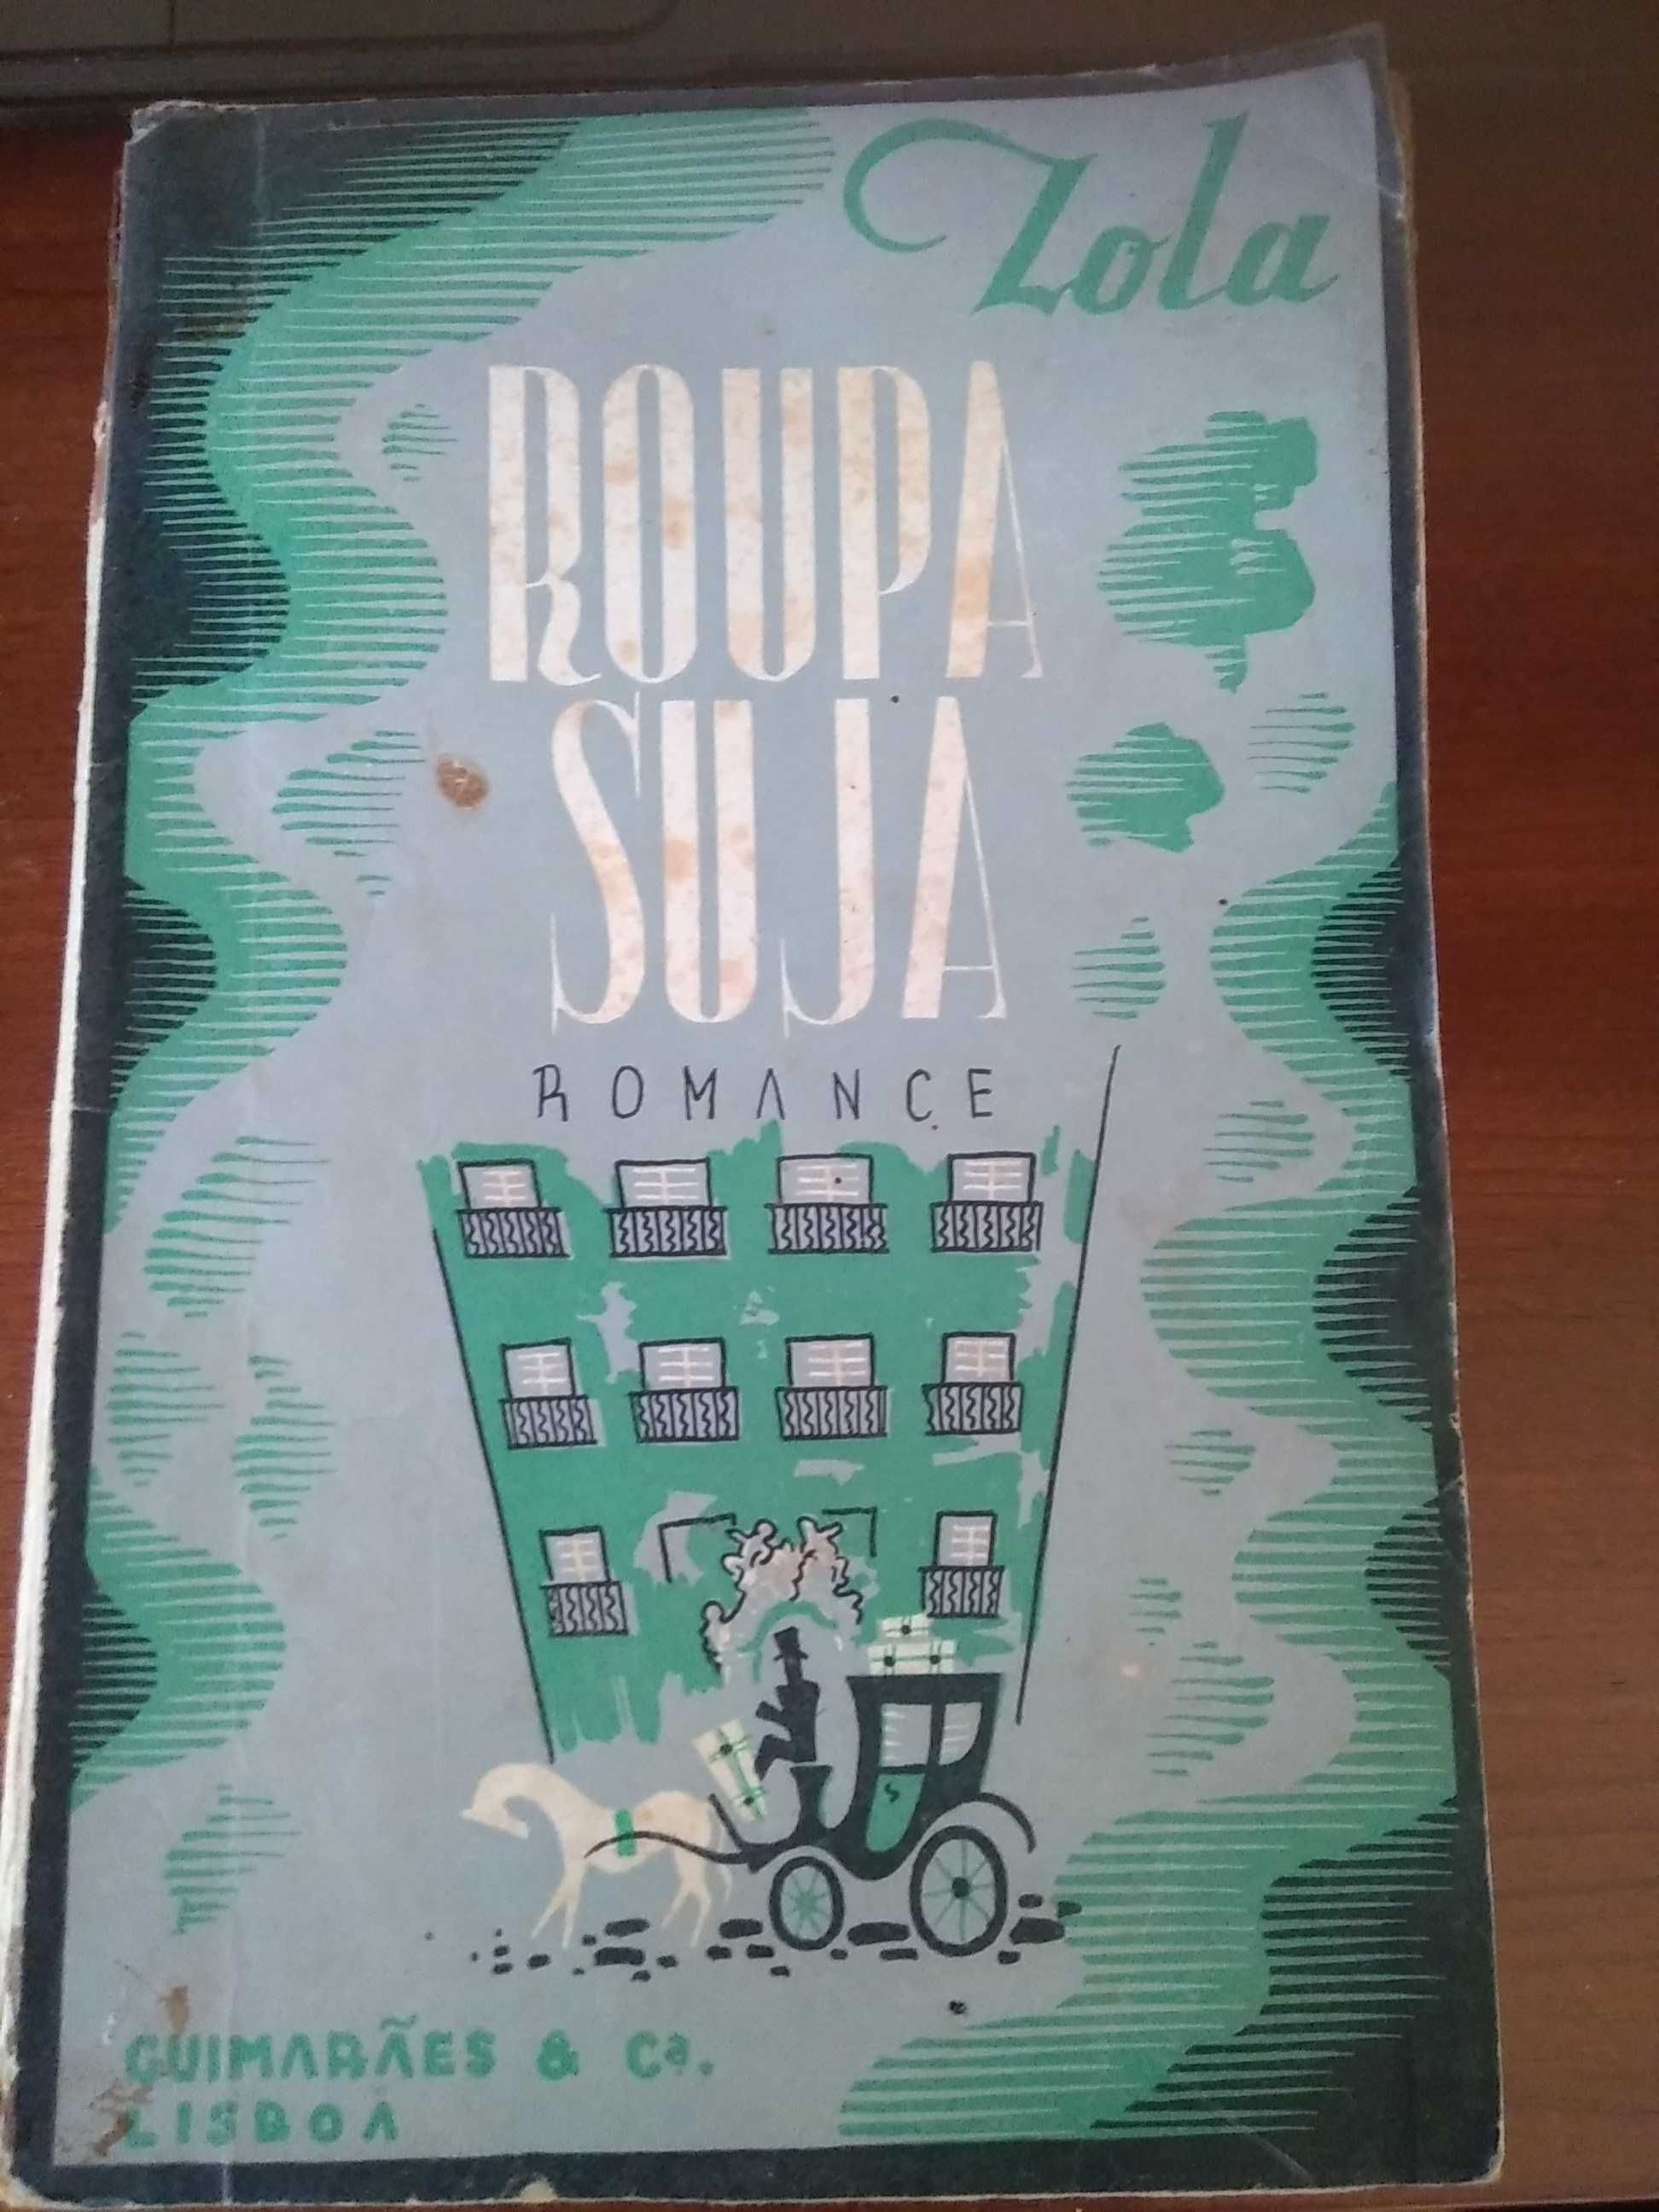 Zola
ROUPA
SUJA
ROMANCE
GUIMARÃES & Cª.
LISBOA